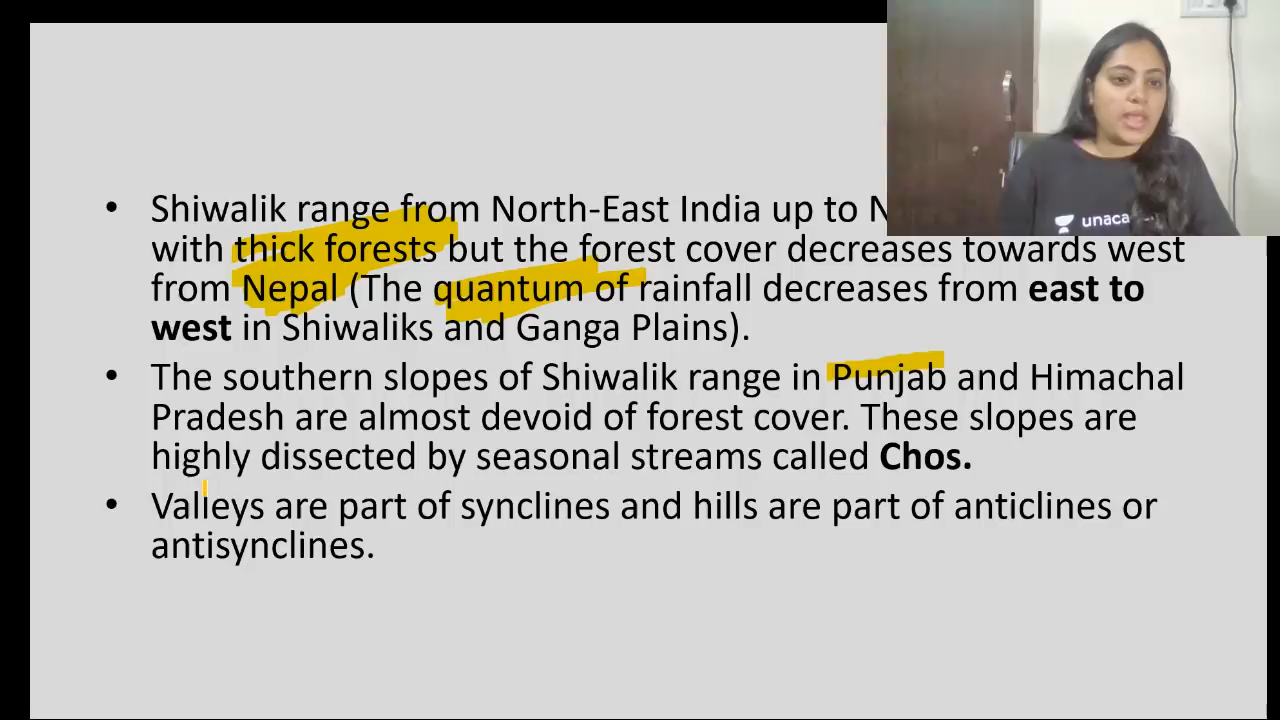 Shiwalik range from North-East India up to
with thick forests but the forest cover decreases towards west
from Nepal (The quantum of rainfall decreases from east to
west in Shiwaliks and Ganga Plains).
The southern slopes of Shiwalik range in Punjab and Himachal
Pradesh are almost devoid of forest cover. These slopes are
highly dissected by seasonal streams called Chos.
Valleys are part of synclines and hills are part of anticlines or
antisynclines.